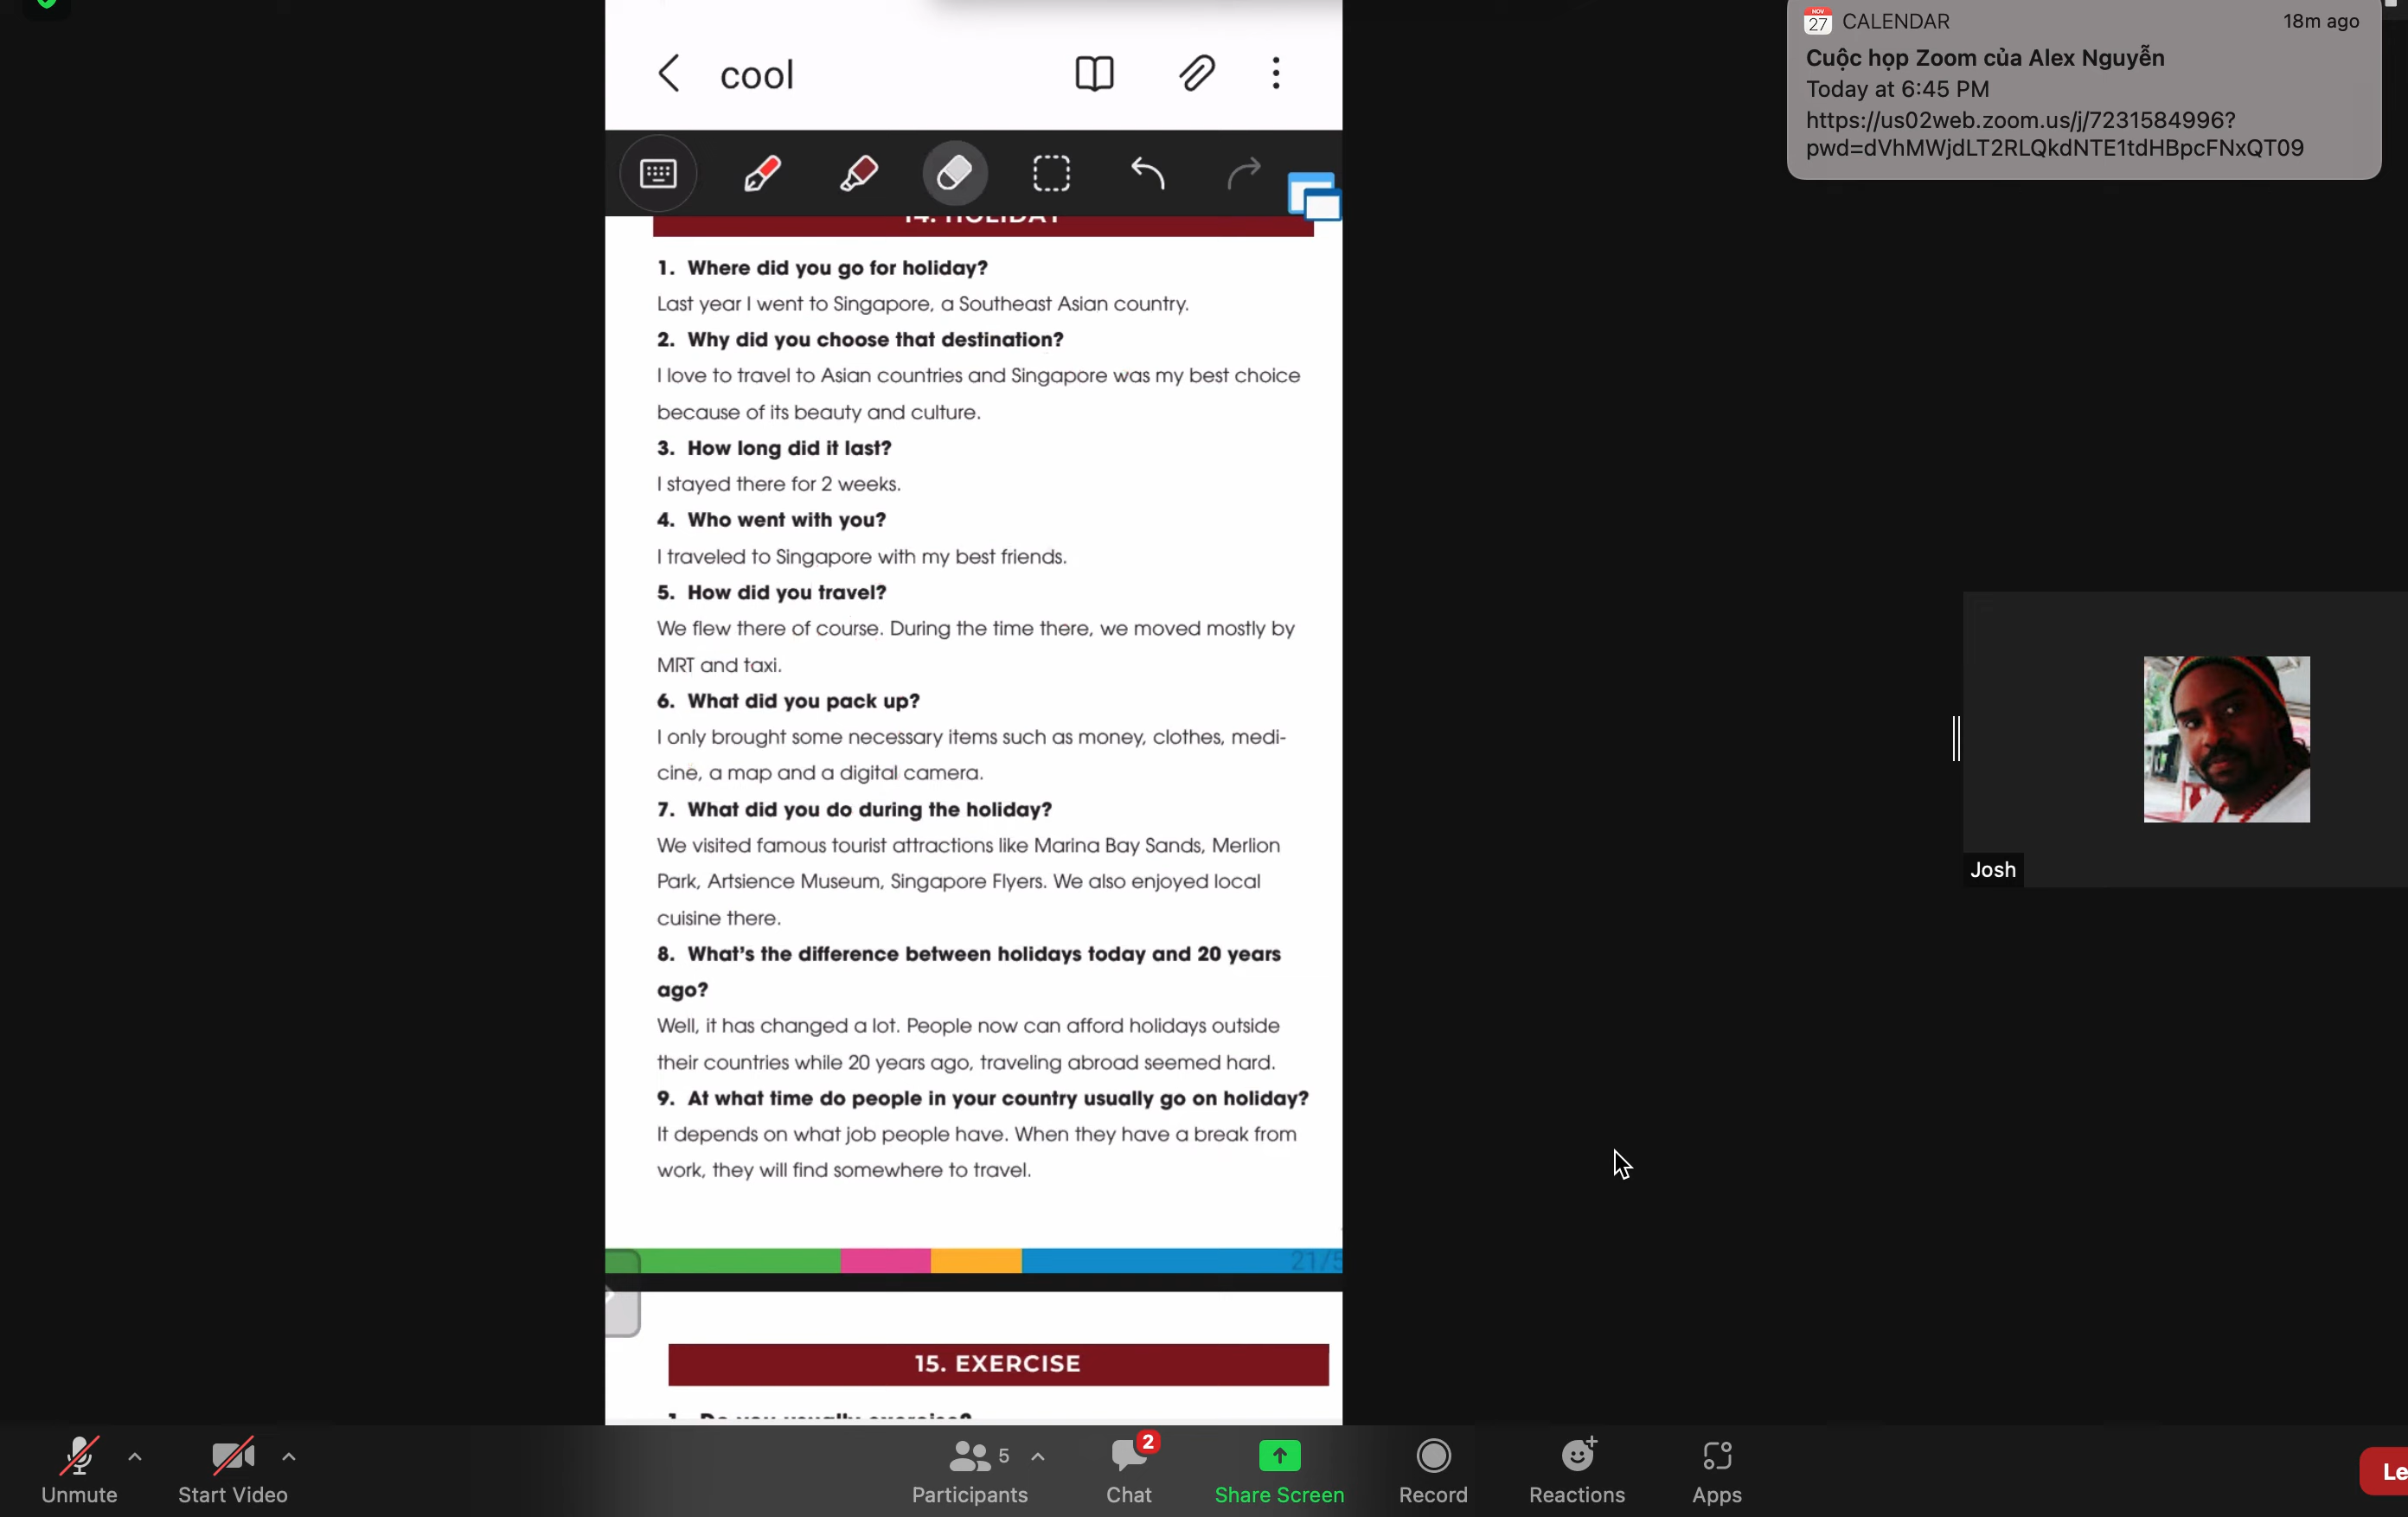 cool
NOV
27
CALENDAR
18m ago
Cuộc họp Zoom của Alex Nguyễn
Today at 6:45 PM
https://us02web.zoom.us/j/7231584996?
pwd=dVhMWjdLT2RLQkdNTE1tdHBpcFNxQT09
14. HOLIDAY
1. Where did you go for holiday?
Last year I went to Singapore, a Southeast Asian country.
2. Why did you choose that destination?
I love to travel to Asian countries and Singapore was my best choice
because of its beauty and culture.
3. How long did it last?
I stayed there for 2 weeks.
4. Who went with you?
I traveled to Singapore with my best friends.
5. How did you travel?
We flew there of course. During the time there, we moved mostly by
MRT and taxi.
6. What did you pack up?
I only brought some necessary items such as money, clothes, medi-
cine, a map and a digital camera.
7. What did you do during the holiday?
We visited famous tourist attractions like Marina Bay Sands, Merlion
Park, Artsience Museum, Singapore Flyers. We also enjoyed local
cuisine there.
8. What's the difference between holidays today and 20 years
ago?
Well, it has changed a lot. People now can afford holidays outside
their countries while 20 years ago, traveling abroad seemed hard.
9. At what time do people in your country usually go on holiday?
It depends on what job people have. When they have a break from
work, they will find somewhere to travel.
21/5
15. EXERCISE
1. Do you usually exercise?
Josh
Unmute
Start Video
5
Participants
2
Chat
Share Screen
Record
Reactions
Apps
Le